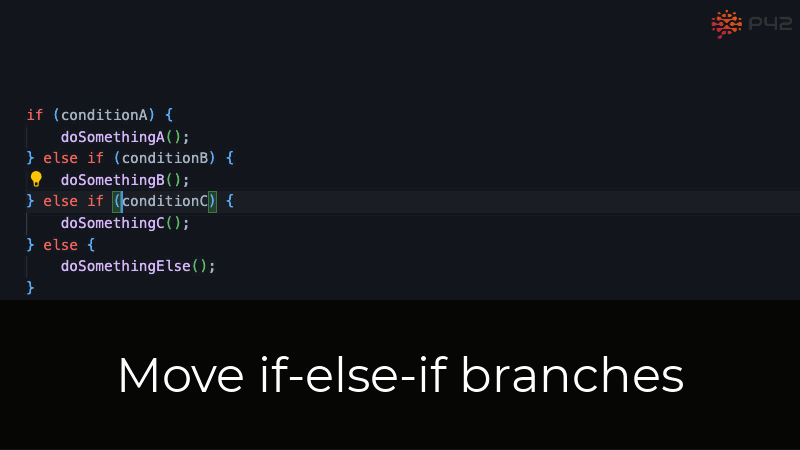 P42
if (conditionA) {
    doSomethingA();
} else if (conditionB) {
    doSomethingB();
} else if (conditionC) {
    doSomethingC();
} else {
    doSomethingElse();
}
Move if-else-if branches